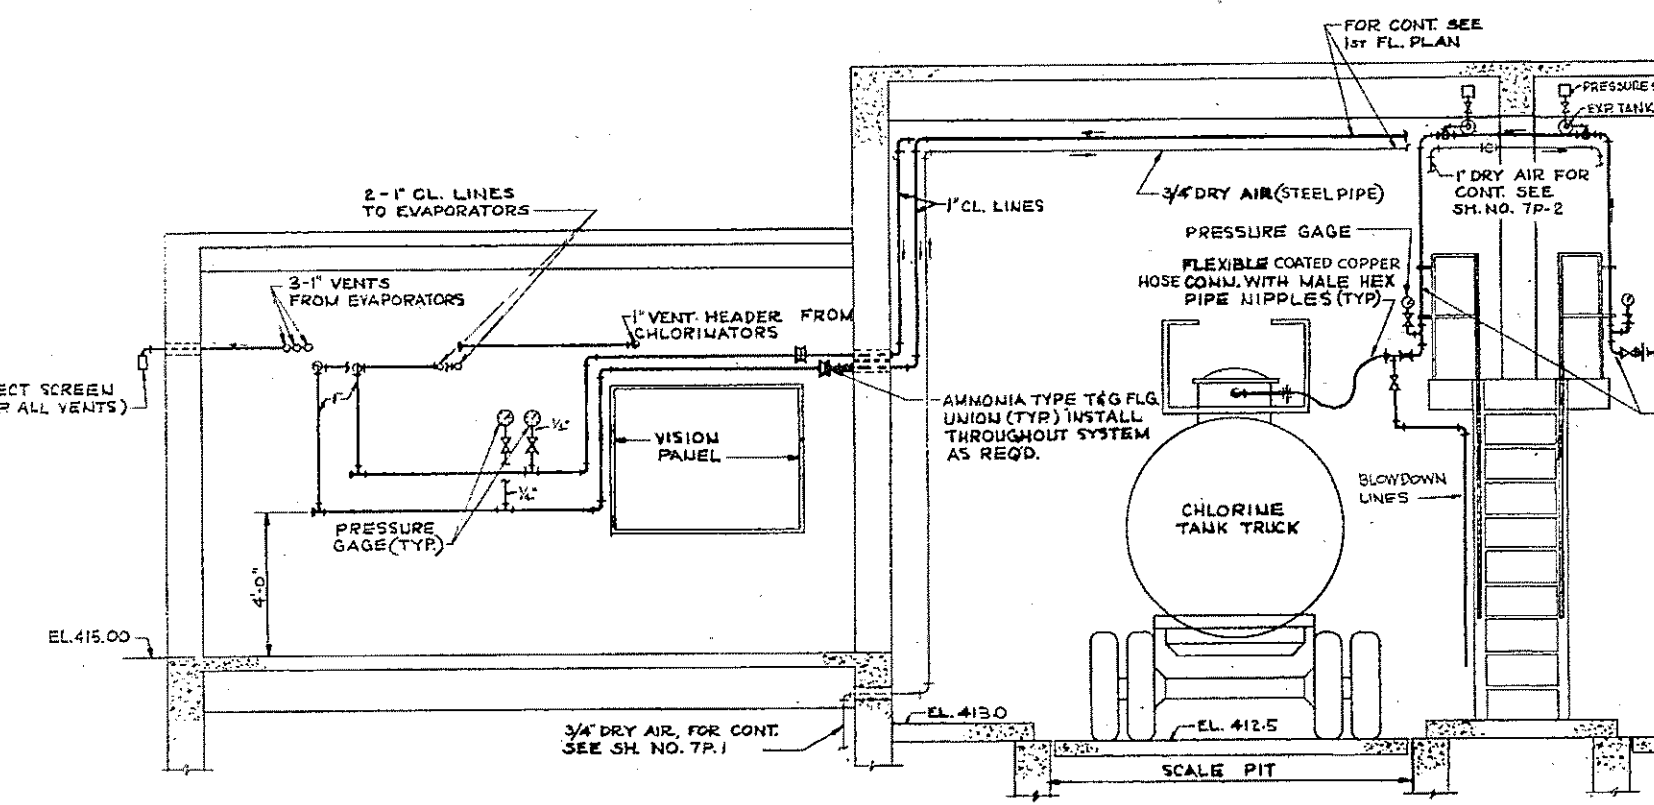 FOR CONT. SEE
1ST FL. PLAN
PRESSURE
EXP. TANK
2-1" CL. LINES
TO EVAPORATORS
1" CL. LINES
3/4" DRY AIR (STEEL PIPE)
1" DRY AIR FOR
CONT. SEE
SH. NO. 7P-2
PRESSURE GAGE
FLEXIBLE COATED COPPER
HOSE CONN. WITH MALE HEX
PIPE NIPPLES (TYP.)
3-1" VENTS
FROM EVAPORATORS
1" VENT HEADER FROM
CHLORINATORS
ECT SCREEN
R ALL VENTS)
1"
AMMONIA TYPE T&G FLG.
UNION (TYP.) INSTALL
THROUGHOUT SYSTEM
AS REQ'D.
VISION
PANEL
BLOWDOWN
LINES
CHLORINE
TANK TRUCK
PRESSURE
GAGE (TYP.)
4'-0"
EL. 415.00
EL. 413.0
EL. 412.5
3/4" DRY AIR, FOR CONT.
SEE SH. NO. 7P.1
SCALE PIT